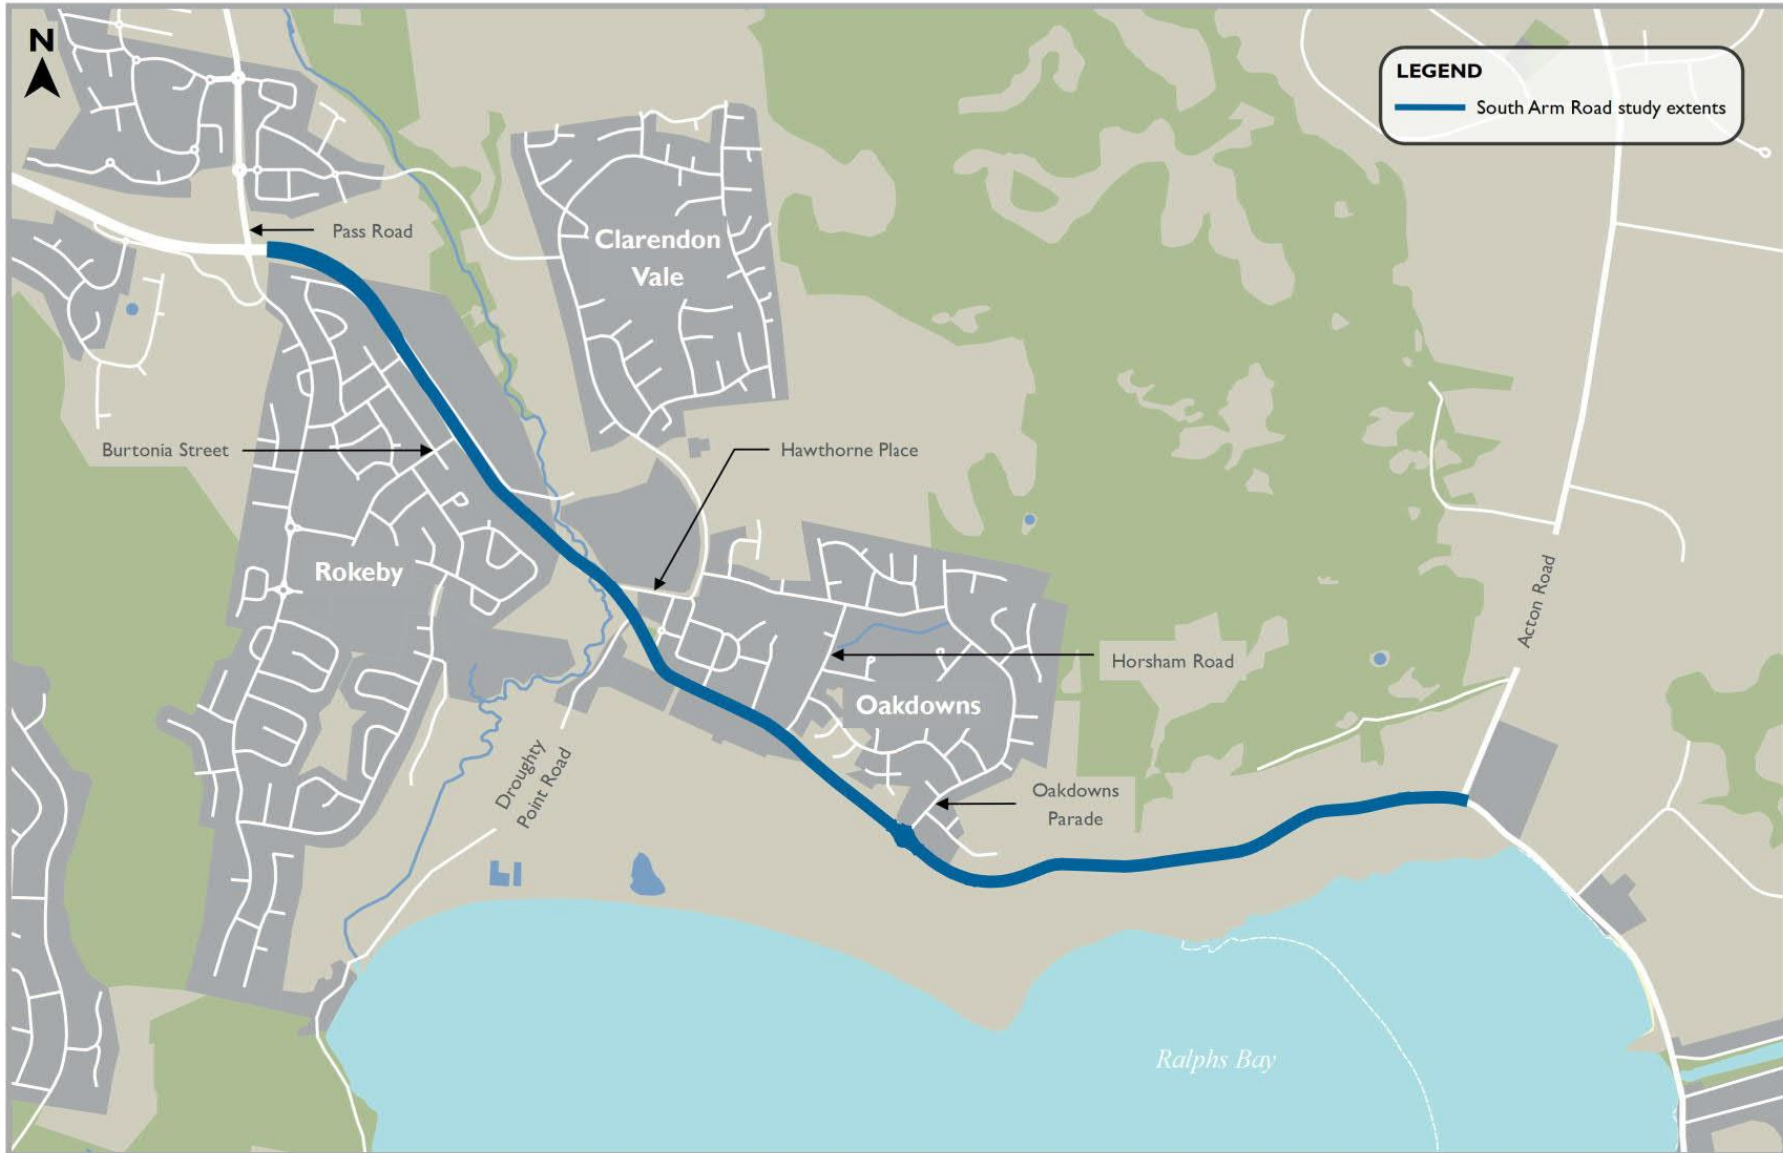 N
LEGEND
South Arm Road study extents
Pass Road
Clarendon
Vale
Burtonia Street
Hawthorne Place
Rokeby
Acton Road
Horsham Road
Oakdowns
Droughty
Point Road
Oakdowns
Parade
Ralphs Bay